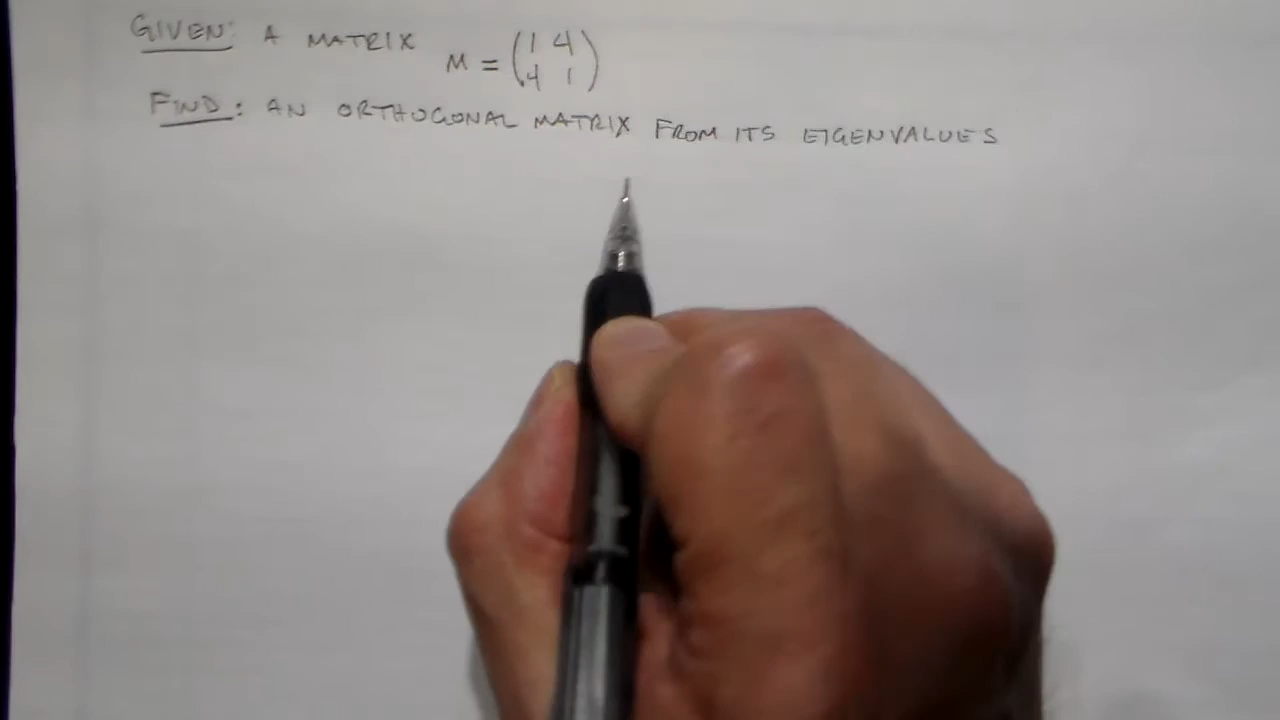 GIVEN: A MATRIX M = (1 4
4 1)
FIND: AN ORTHOGONAL MATRIX FROM ITS EIGENVALUES